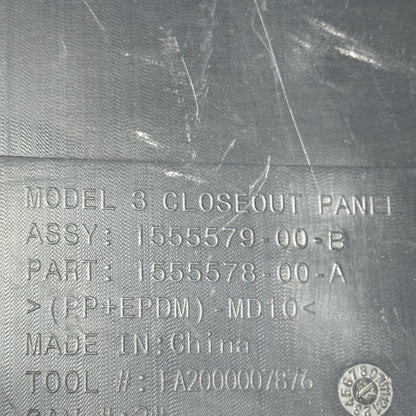 MODEL 3 CLOSEOUT PANEL
ASSY: 1555579-00-B
PART: 1555578-00-A
>(PP+EPDM)-MD10<
MADE IN:China
TOOL #: FA2000007876